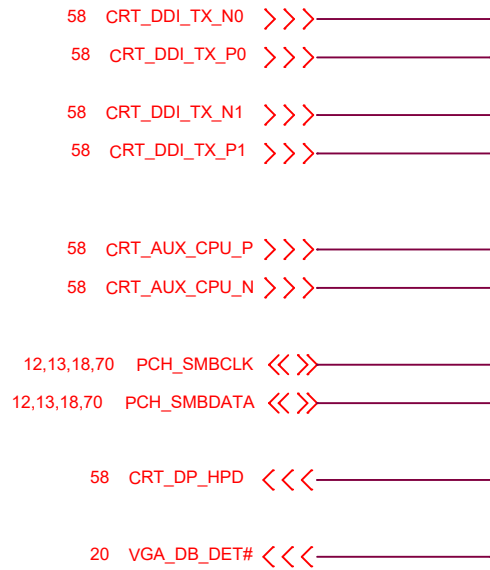 58 CRT_DDI_TX_N0
58 CRT_DDI_TX_P0
58 CRT_DDI_TX_N1
58 CRT_DDI_TX_P1
58 CRT_AUX_CPU_P
58 CRT_AUX_CPU_N
12,13,18,70 PCH_SMBCLK
12,13,18,70 PCH_SMBDATA
58 CRT_DP_HPD
20 VGA_DB_DET#